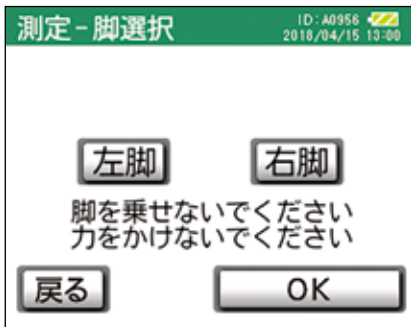 測定-脚選択
ID:A0956
2018/04/15 13:00
左脚 右脚
脚を乗せないでください
力をかけないでください
戻る OK